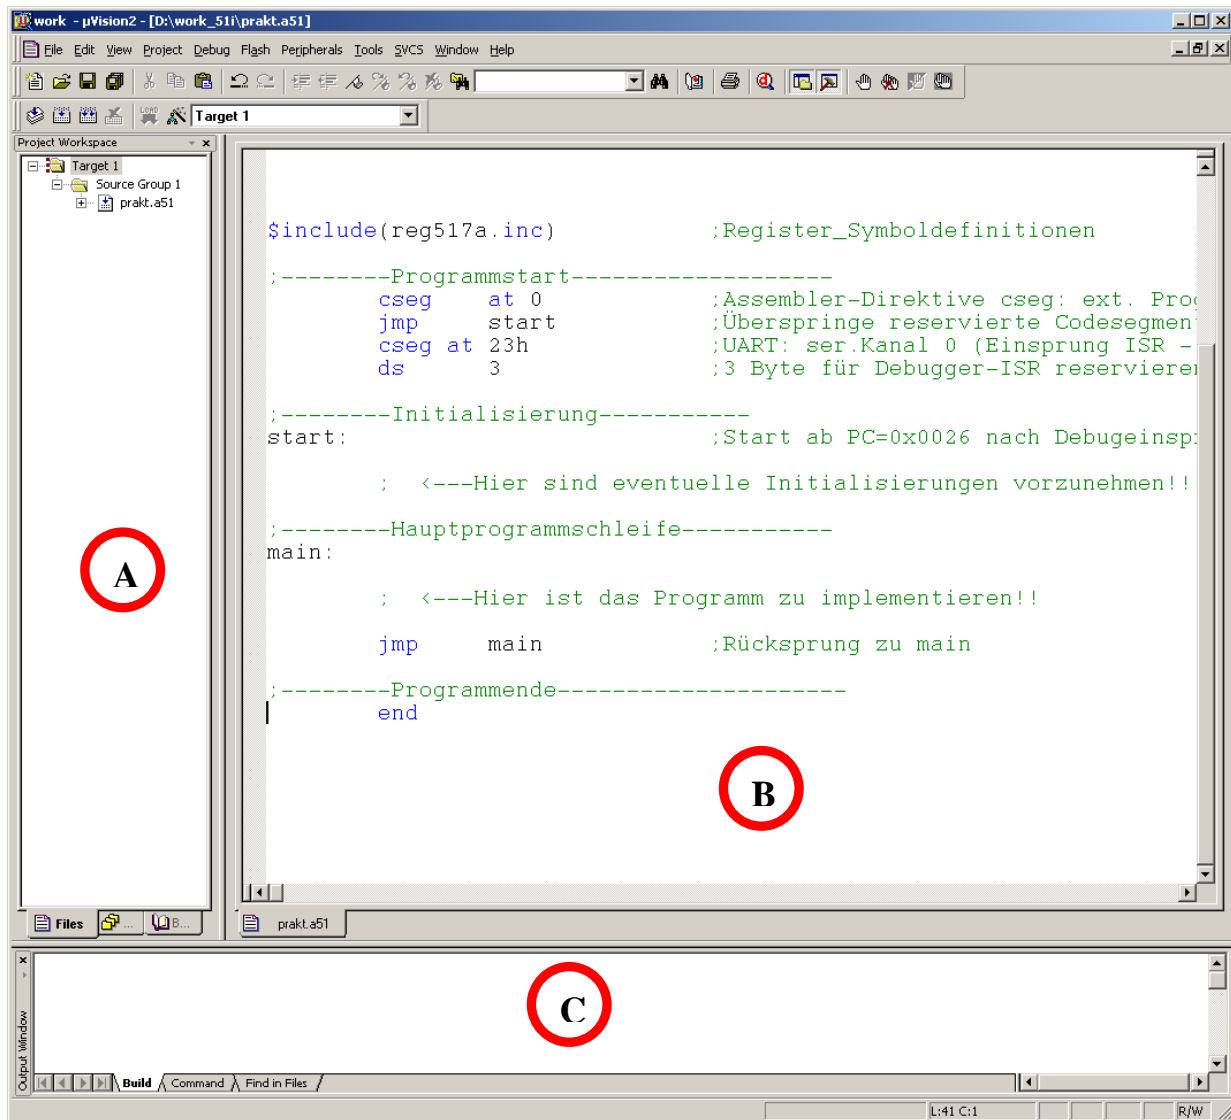 work - µVision2 - [D:\work_51i\prakt.a51]
File Edit View Project Debug Flash Peripherals Tools SVCS Window Help
LOAD Target 1
Project Workspace
Target 1
Source Group 1
prakt.a51
$include(reg517a.inc) ;Register_Symboldefinitionen
;--------Programmstart-------------------
cseg at 0 ;Assembler-Direktive cseg: ext. Prog
jmp start ;Überspringe reservierte Codesegmen
cseg at 23h ;UART: ser.Kanal 0 (Einsprung ISR -
ds 3 ;3 Byte für Debugger-ISR reservieren
;--------Initialisierung-----------
start: ;Start ab PC=0x0026 nach Debugeinsp
; <---Hier sind eventuelle Initialisierungen vorzunehmen!!
;--------Hauptprogrammschleife-----------
main:
; <---Hier ist das Programm zu implementieren!!
jmp main ;Rücksprung zu main
;--------Programmende---------------------
end
A
B
Files ... B...
prakt.a51
C
Output Window
Build Command Find in Files
L:41 C:1 R/W